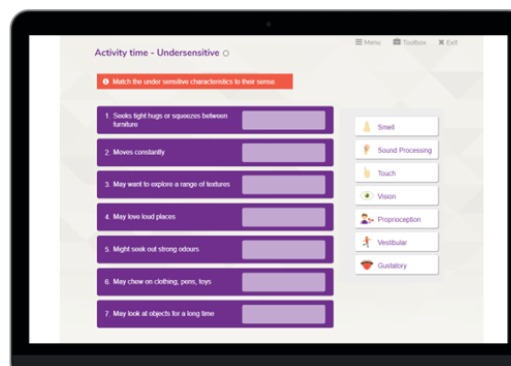 Menu Toolbox Exit
Activity time - Undersensitive
Match the under sensitive characteristics to their sense
1. Seeks tight hugs or squeezes between
furniture
2. Moves constantly
3. May want to explore a range of textures
4. May love loud places
5. Might seek out strong odours
6. May chew on clothing, pens, toys
7. May look at objects for a long time
Smell
Sound Processing
Touch
Vision
Proprioception
Vestibular
Gustatory